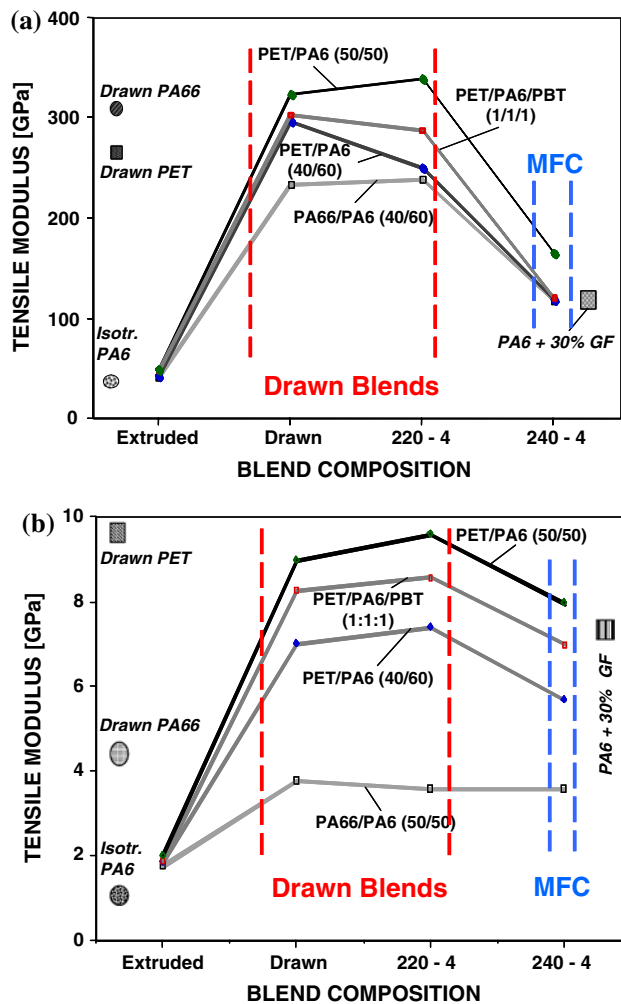 (a)
TENSILE MODULUS [GPa]
400
300
200
100
0
Drawn PA66
Drawn PET
Isotr.
PA6
PET/PA6 (50/50)
PET/PA6/PBT
(1/1/1)
PET/PA6
(40/60)
PA66/PA6 (40/60)
MFC
PA6 + 30% GF
Drawn Blends
Extruded
Drawn
220 - 4
240 - 4
BLEND COMPOSITION
(b)
TENSILE MODULUS [GPa]
10
8
6
4
2
0
Drawn PET
Drawn PA66
Isotr.
PA6
PET/PA6 (50/50)
PET/PA6/PBT
(1:1:1)
PET/PA6 (40/60)
PA66/PA6 (50/50)
PA6 + 30% GF
Drawn Blends
MFC
Extruded
Drawn
220 - 4
240 - 4
BLEND COMPOSITION